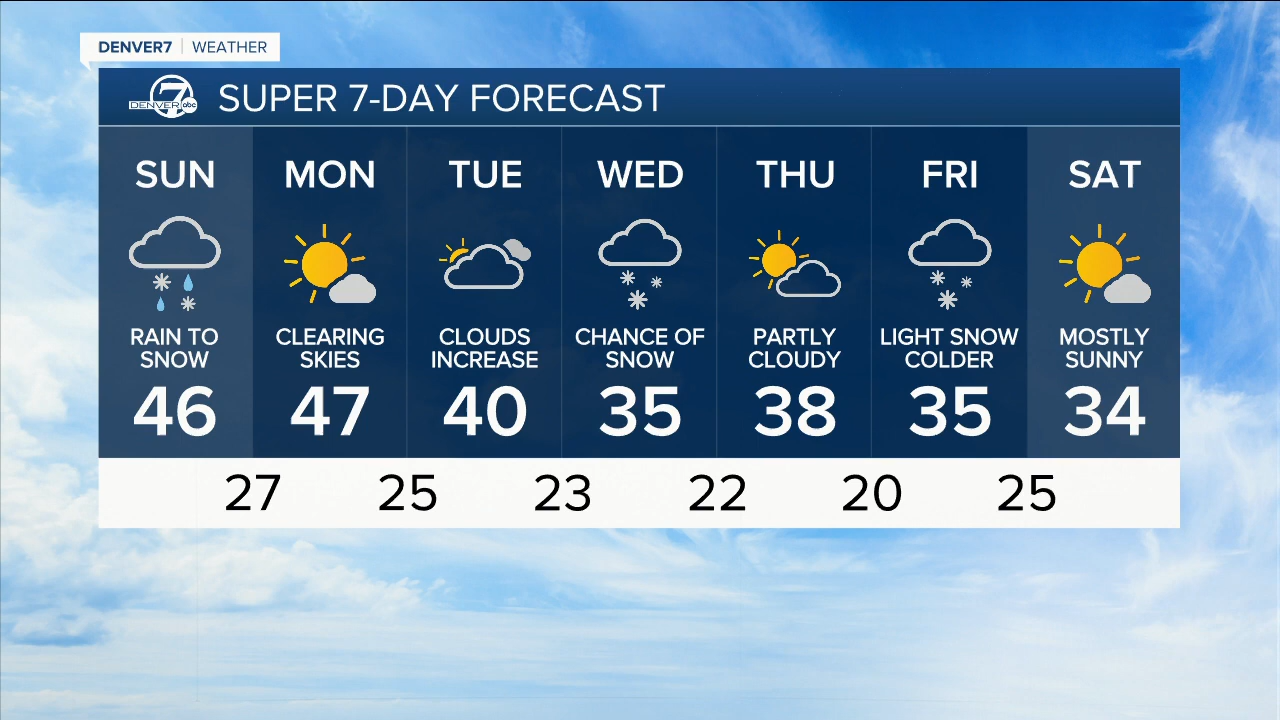 DENVER7 | WEATHER
7
DENVER abc
SUPER 7-DAY FORECAST
SUN MON TUE WED THU FRI SAT
RAIN TO CLEARING CLOUDS CHANCE OF PARTLY LIGHT SNOW MOSTLY
SNOW SKIES INCREASE SNOW CLOUDY COLDER SUNNY
46 47 40 35 38 35 34
27 25 23 22 20 25